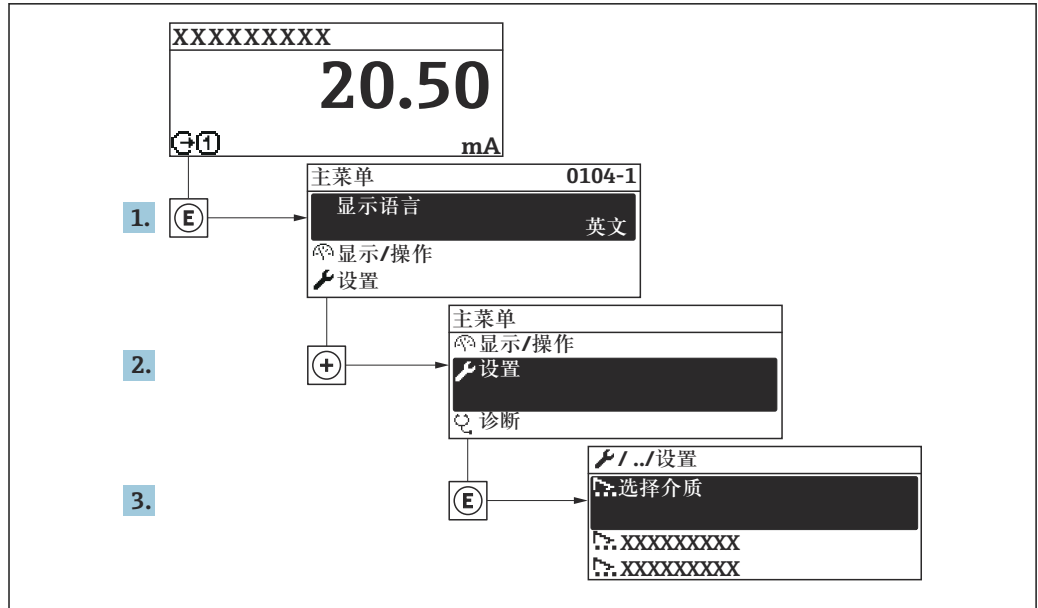 XXXXXXXXX
20.50
1 mA
主菜单 0104-1
显示语言
英文
1. E
显示/操作
设置
主菜单
显示/操作
2. +
设置
诊断
/ ../设置
3. E
选择介质
XXXXXXXXX
XXXXXXXXX